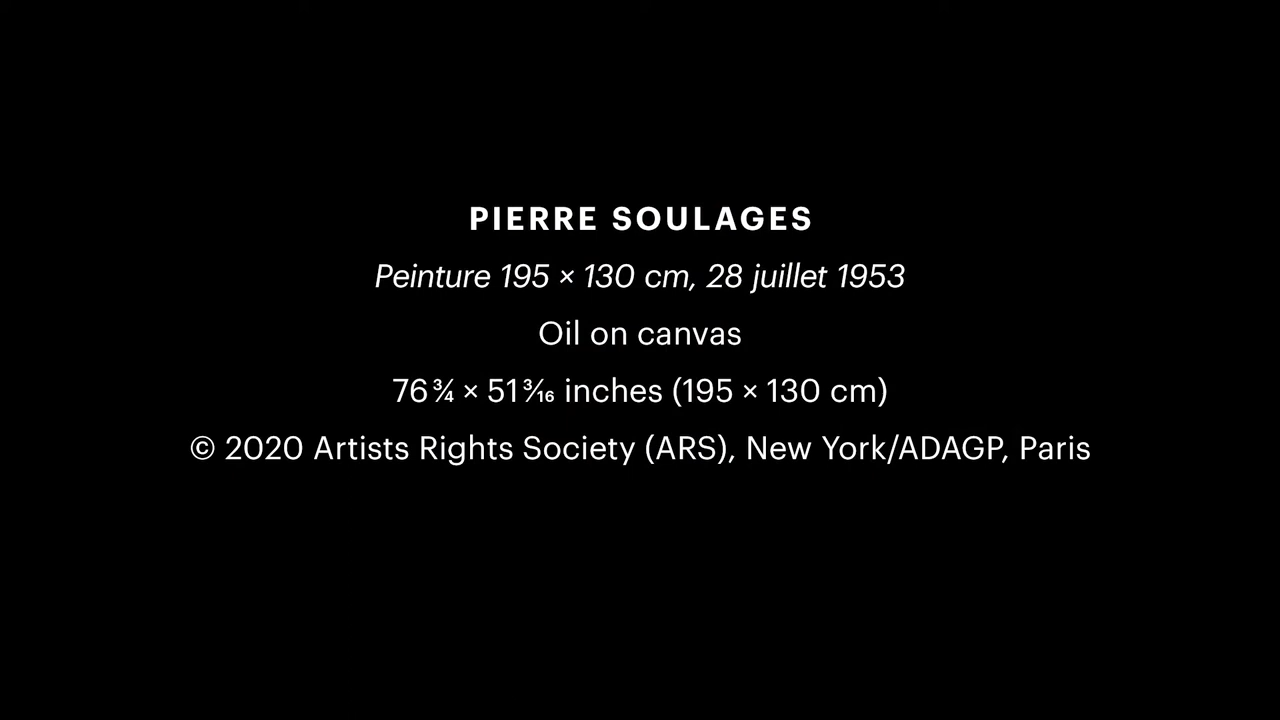 PIERRE SOULAGES
Peinture 195 × 130 cm, 28 juillet 1953
Oil on canvas
76 ¾ × 51 3⁄16 inches (195 × 130 cm)
© 2020 Artists Rights Society (ARS), New York/ADAGP, Paris